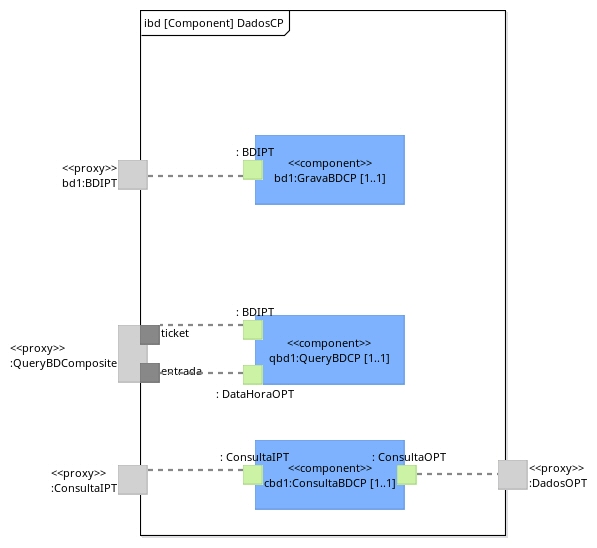 ibd [Component] DadosCP
: BDIPT
<<proxy>>
bd1:BDIPT
<<component>>
bd1:GravaBDCP [1..1]
: BDIPT
ticket
<<proxy>>
:QueryBDComposite
entrada
<<component>>
qbd1:QueryBDCP [1..1]
: DataHoraOPT
: ConsultaIPT
: ConsultaOPT
<<proxy>>
:ConsultaIPT
<<component>>
cbd1:ConsultaBDCP [1..1]
<<proxy>>
:DadosOPT